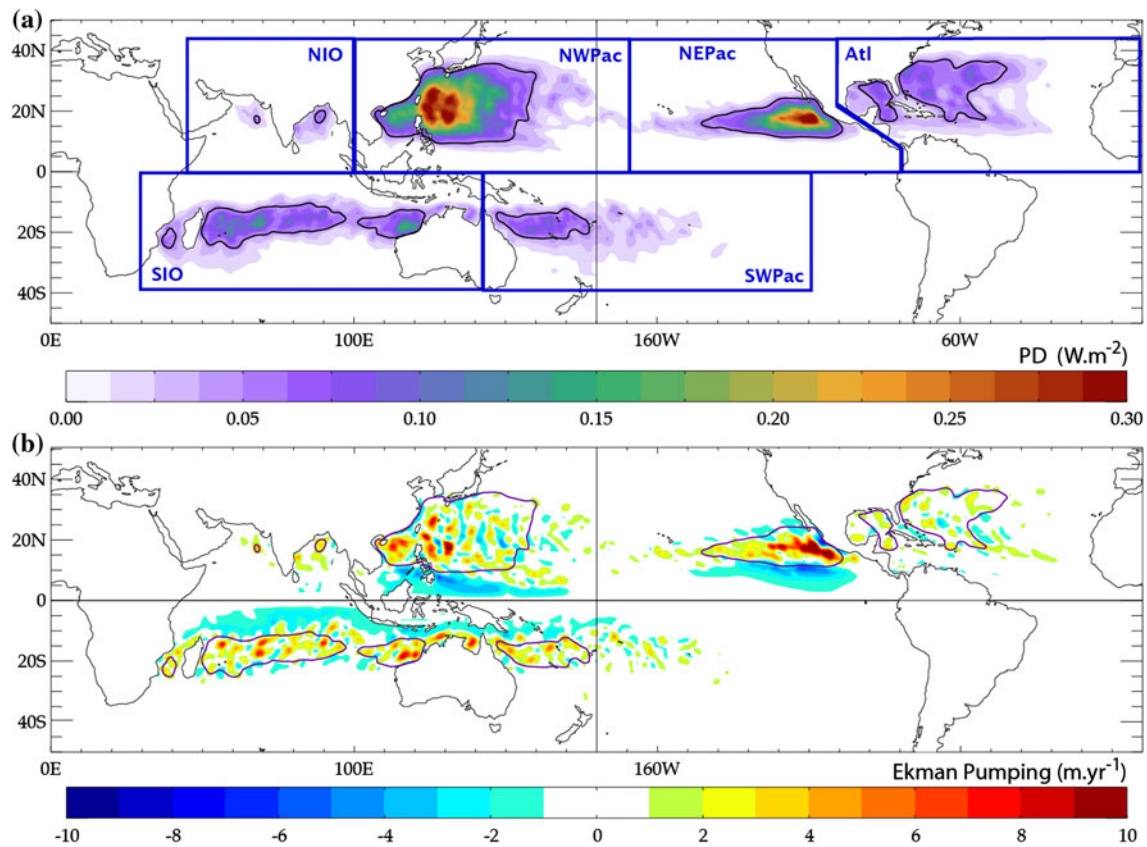 (a)
40N
20N
0
20S
40S
NIO
NWPac
NEPac
Atl
SIO
SWPac
0E
100E
160W
60W
PD (W.m-2)
0.00
0.05
0.10
0.15
0.20
0.25
0.30
(b)
40N
20N
0
20S
40S
0E
100E
160W
60W
Ekman Pumping (m.yr-1)
-10
-8
-6
-4
-2
0
2
4
6
8
10